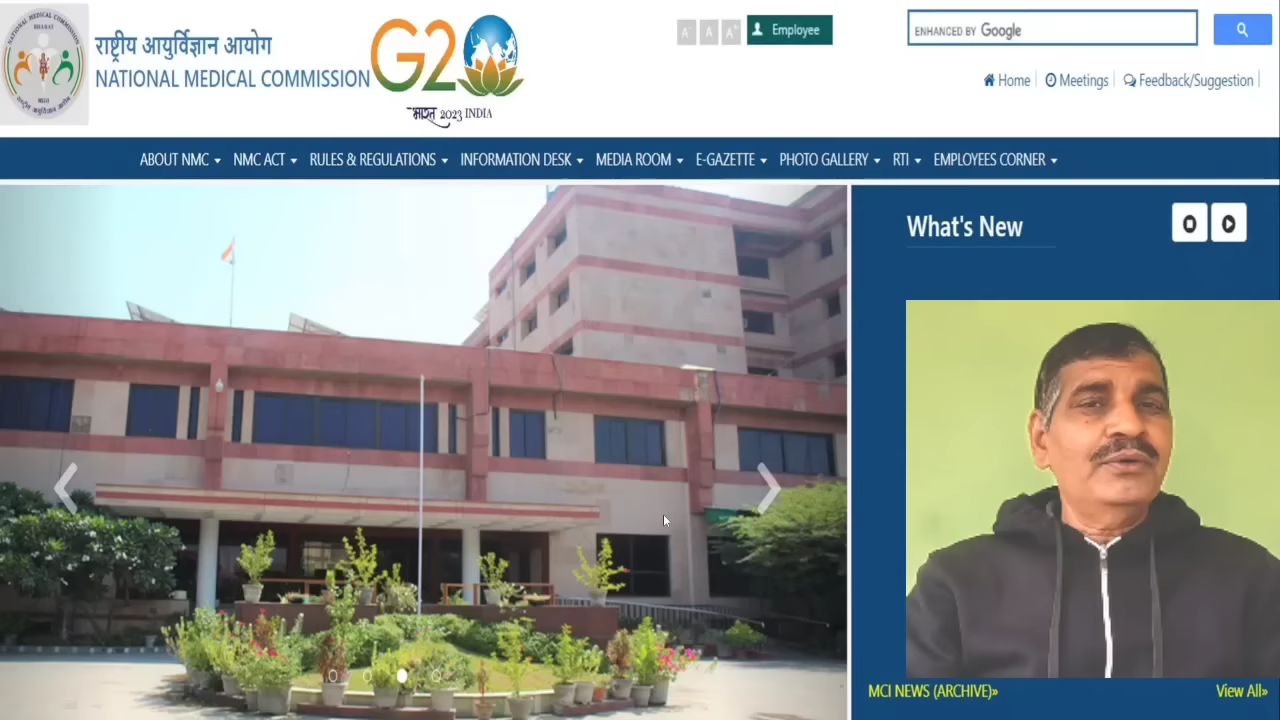 राष्ट्रीय आयुर्विज्ञान आयोग
NATIONAL MEDICAL COMMISSION
G20
भारत 2023 INDIA
A- A A+ Employee
ENHANCED BY Google
Home Meetings Feedback/Suggestion
ABOUT NMC NMC ACT RULES & REGULATIONS INFORMATION DESK MEDIA ROOM E-GAZETTE PHOTO GALLERY RTI EMPLOYEES CORNER
What's New
MCI NEWS (ARCHIVE)»
View All»